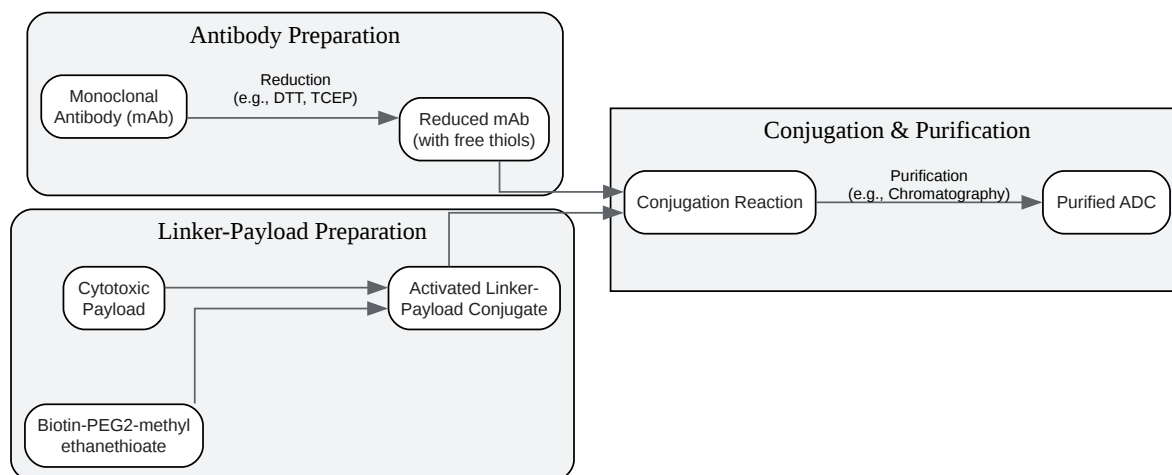 Antibody Preparation
Monoclonal
Antibody (mAb)
Reduction
(e.g., DTT, TCEP)
Reduced mAb
(with free thiols)
Linker-Payload Preparation
Cytotoxic
Payload
Activated Linker-
Payload Conjugate
Biotin-PEG2-methyl
ethanethioate
Conjugation & Purification
Conjugation Reaction
Purification
(e.g., Chromatography)
Purified ADC